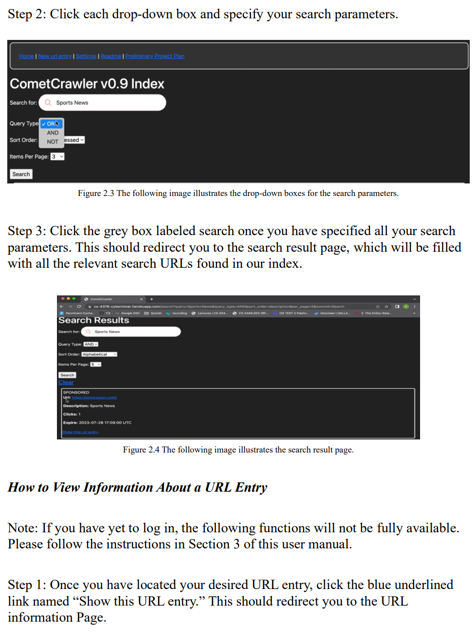 Step 2: Click each drop-down box and specify your search parameters.
Home | New url entry | Settings | Readme | Preliminary Project Plan
CometCrawler v0.9 Index
Search for: Sports News
Query Type: ✓ OR
AND
NOT
Sort Order: essed
Items Per Page: 3
Search
Figure 2.3 The following image illustrates the drop-down boxes for the search parameters.
Step 3: Click the grey box labeled search once you have specified all your search
parameters. This should redirect you to the search result page, which will be filled
with all the relevant search URLs found in our index.
CometCrawler
Search Results
Search for: Sports News
Query Type: AND
Sort Order: Alphabetical
Items Per Page:
Search
Clear
SPONSORED
Url:
Description: Sports News
Clicks: 1
Expire: 2023-07-28 17:08:00 UTC
Show this url entry
Figure 2.4 The following image illustrates the search result page.
How to View Information About a URL Entry
Note: If you have yet to log in, the following functions will not be fully available.
Please follow the instructions in Section 3 of this user manual.
Step 1: Once you have located your desired URL entry, click the blue underlined
link named “Show this URL entry.” This should redirect you to the URL
information Page.